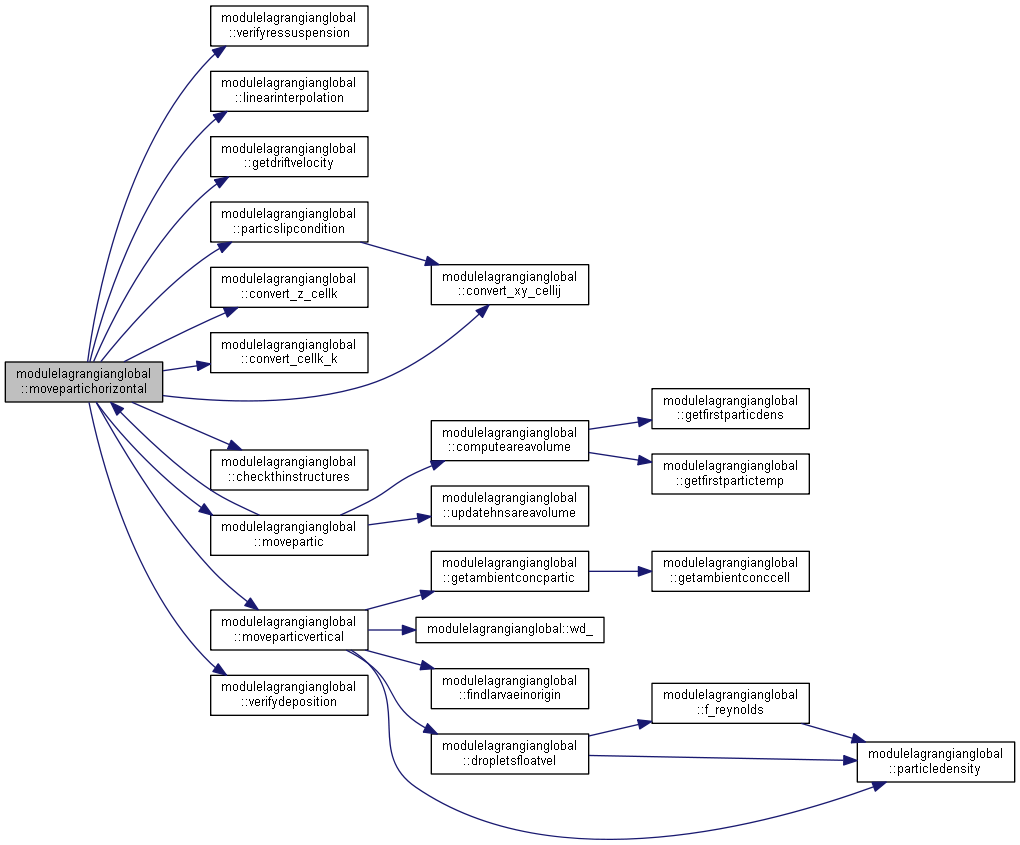 modulelagrangianglobal
::verifyressuspension
modulelagrangianglobal
::linearinterpolation
modulelagrangianglobal
::getdriftvelocity
modulelagrangianglobal
::particslipcondition
modulelagrangianglobal
::convert_z_cellk
modulelagrangianglobal
::convert_xy_cellij
modulelagrangianglobal
::convert_cellk_k
modulelagrangianglobal
::movepartichorizontal
modulelagrangianglobal
::getfirstparticdens
modulelagrangianglobal
::computeareavolume
modulelagrangianglobal
::checkthinstructures
modulelagrangianglobal
::getfirstpartictemp
modulelagrangianglobal
::updatehnsareavolume
modulelagrangianglobal
::movepartic
modulelagrangianglobal
::getambientconcpartic
modulelagrangianglobal
::getambientconccell
modulelagrangianglobal
::moveparticvertical
modulelagrangianglobal::wd_
modulelagrangianglobal
::findlarvaeinorigin
modulelagrangianglobal
::verifydeposition
modulelagrangianglobal
::f_reynolds
modulelagrangianglobal
::dropletsfloatvel
modulelagrangianglobal
::particledensity